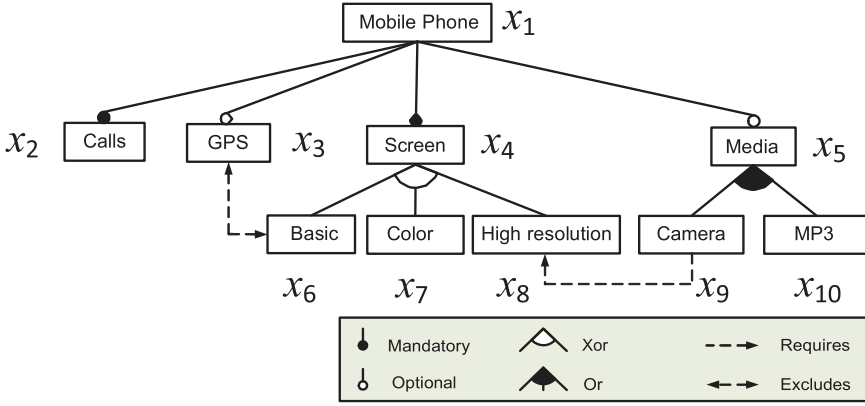 Mobile Phone x1
x2 Calls GPS x3 Screen x4 Media x5
Basic Color High resolution Camera MP3
x6 x7 x8 x9 x10
Mandatory Xor Requires
Optional Or Excludes